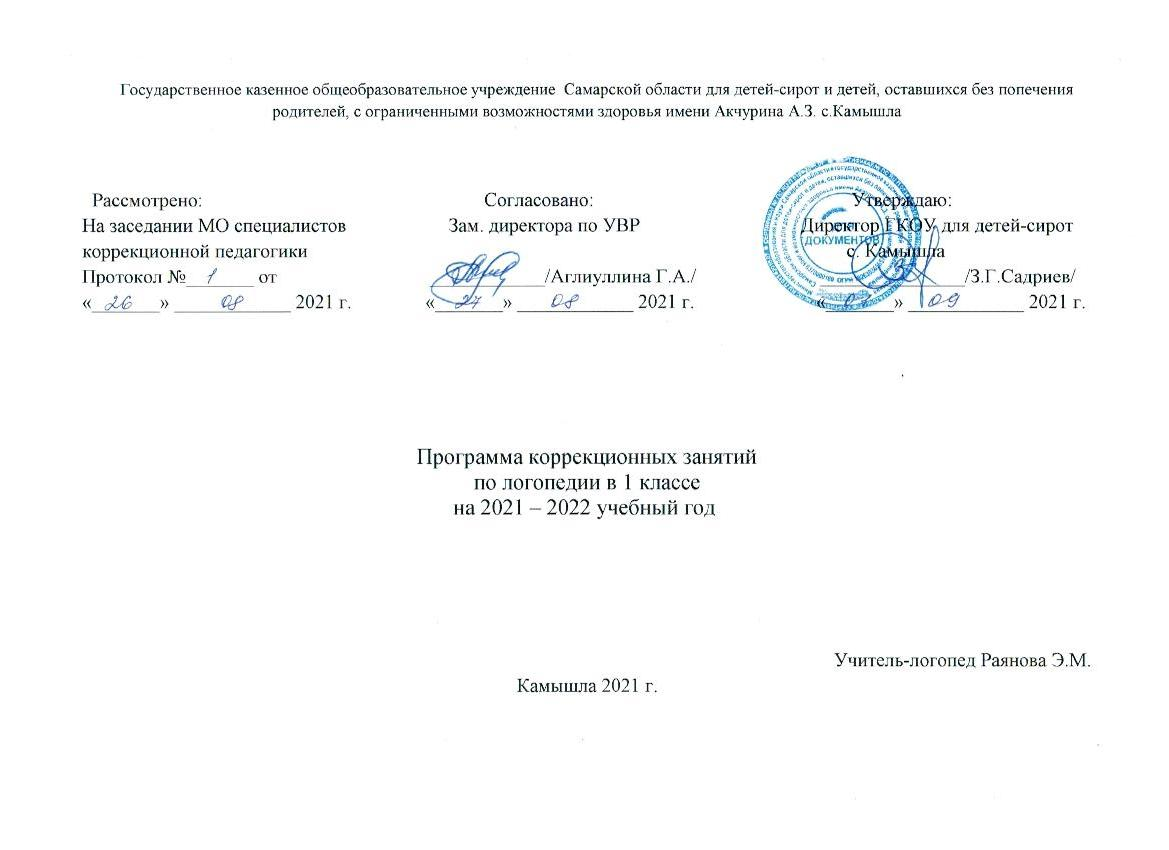 Государственное казенное общеобразовательное учреждение Самарской области для детей-сирот и детей, оставшихся без попечения
родителей, с ограниченными возможностями здоровья имени Акчурина А.З. с.Камышла
Рассмотрено:
На заседании МО специалистов
коррекционной педагогики
Протокол № 1 от
« 26 » 08 2021 г.
Согласовано:
Зам. директора по УВР
/Аглиуллина Г.А./
« 27 » 08 2021 г.
Утверждаю:
Директор ГКОУ для детей-сирот
с. Камышла
/З.Г.Садриев/
« » 09 2021 г.
ДОКУМЕНТОВ
Программа коррекционных занятий
по логопедии в 1 классе
на 2021 – 2022 учебный год
Учитель-логопед Раянова Э.М.
Камышла 2021 г.